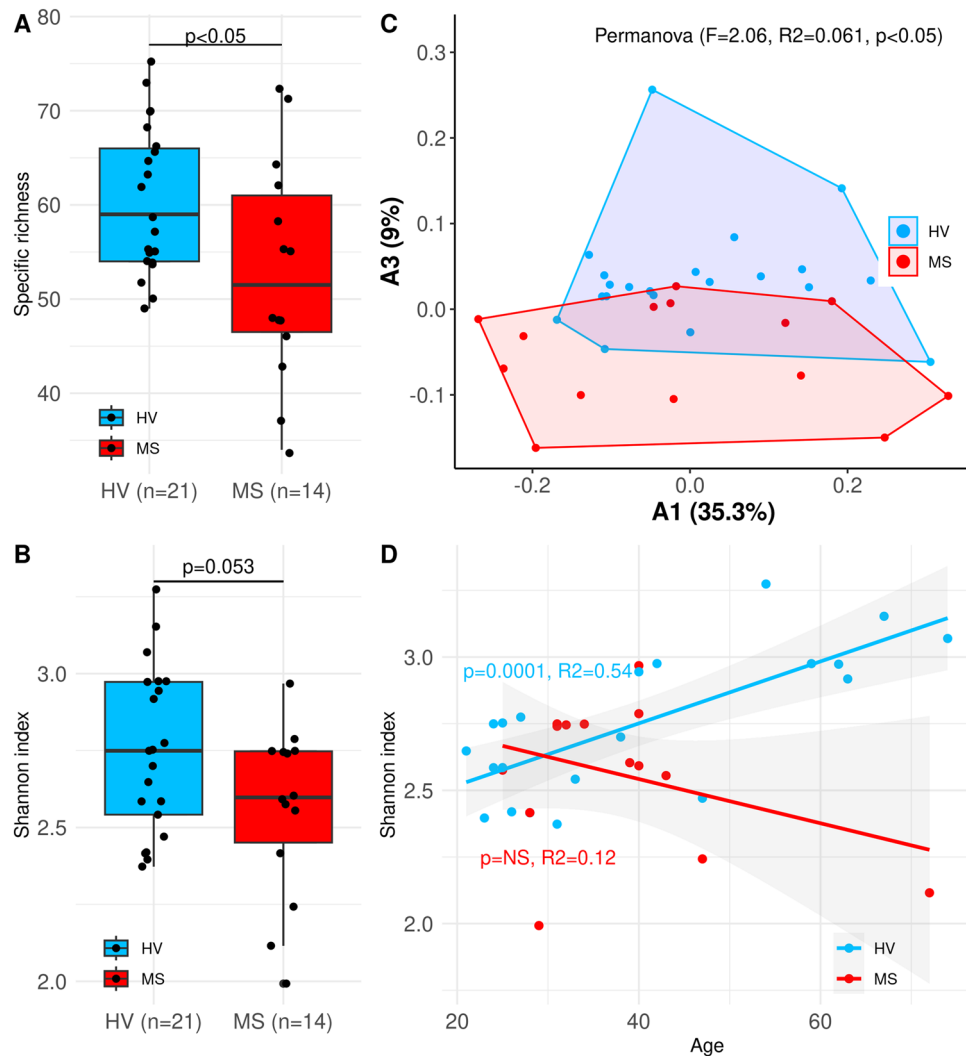 A
80
70
60
50
40
Specific richness
p<0.05
HV
MS
HV (n=21)
MS (n=14)
C
Permanova (F=2.06, R2=0.061, p<0.05)
0.3
0.2
0.1
0.0
-0.1
A3 (9%)
HV
MS
-0.2
0.0
0.2
A1 (35.3%)
B
p=0.053
3.0
2.5
2.0
Shannon index
HV
MS
HV (n=21)
MS (n=14)
D
3.0
2.5
2.0
Shannon index
p=0.0001, R2=0.54
p=NS, R2=0.12
HV
MS
20
40
60
Age